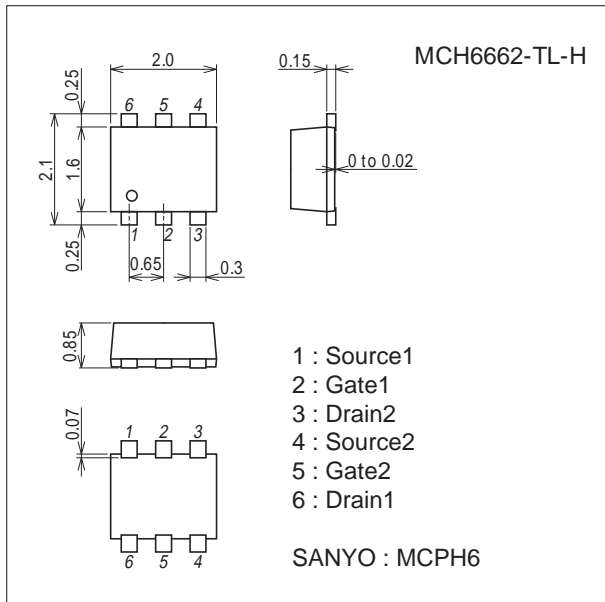 MCH6662-TL-H
2.0
0.15
0.25
6 5 4
2.1
1.6
0 to 0.02
0.25
1 2 3
0.65
0.3
0.85
1 : Source1
2 : Gate1
3 : Drain2
4 : Source2
5 : Gate2
6 : Drain1
0.07
1 2 3
6 5 4
SANYO : MCPH6